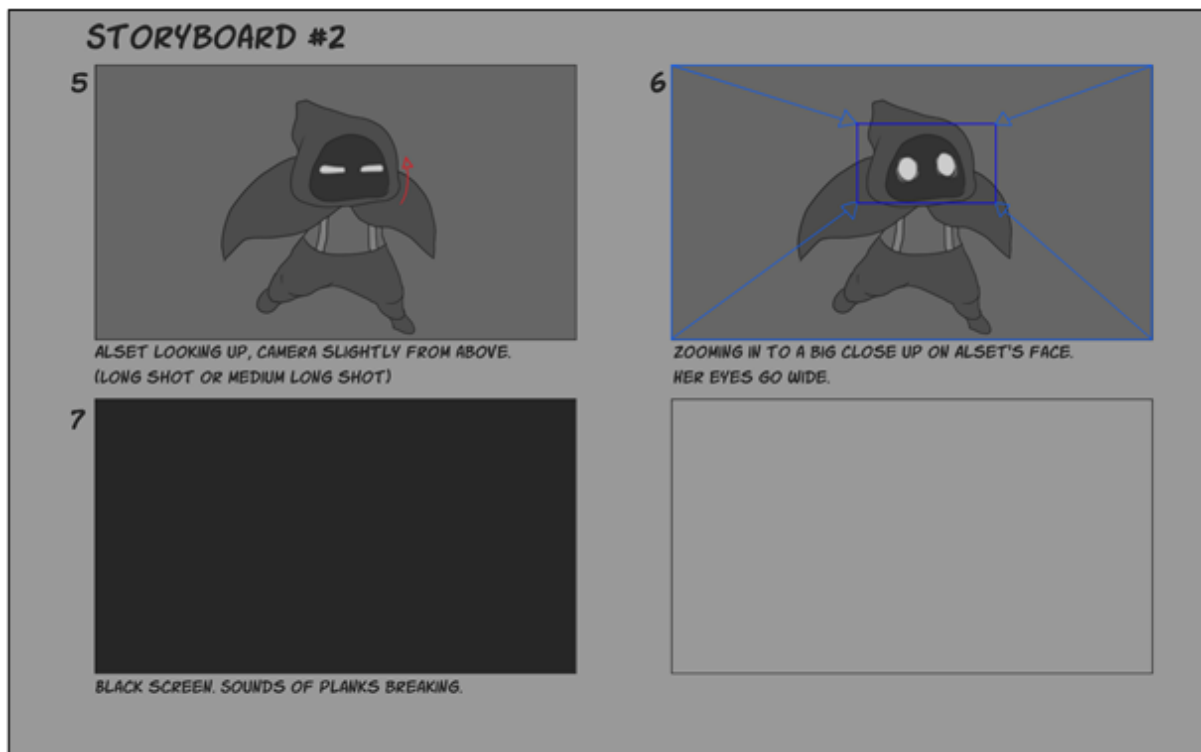 STORYBOARD #2
5
6
ALSET LOOKING UP, CAMERA SLIGHTLY FROM ABOVE.
(LONG SHOT OR MEDIUM LONG SHOT)
ZOOMING IN TO A BIG CLOSE UP ON ALSET'S FACE.
HER EYES GO WIDE.
7
BLACK SCREEN. SOUNDS OF PLANKS BREAKING.